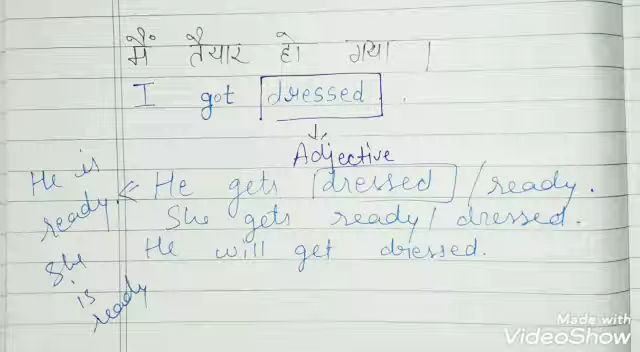 मैं तैयार हो गया |
I got dressed .
Adjective
He gets dressed / ready .
She gets ready / dressed .
He will get dressed.
He is
ready.
She
is
ready
Made with
VideoShow